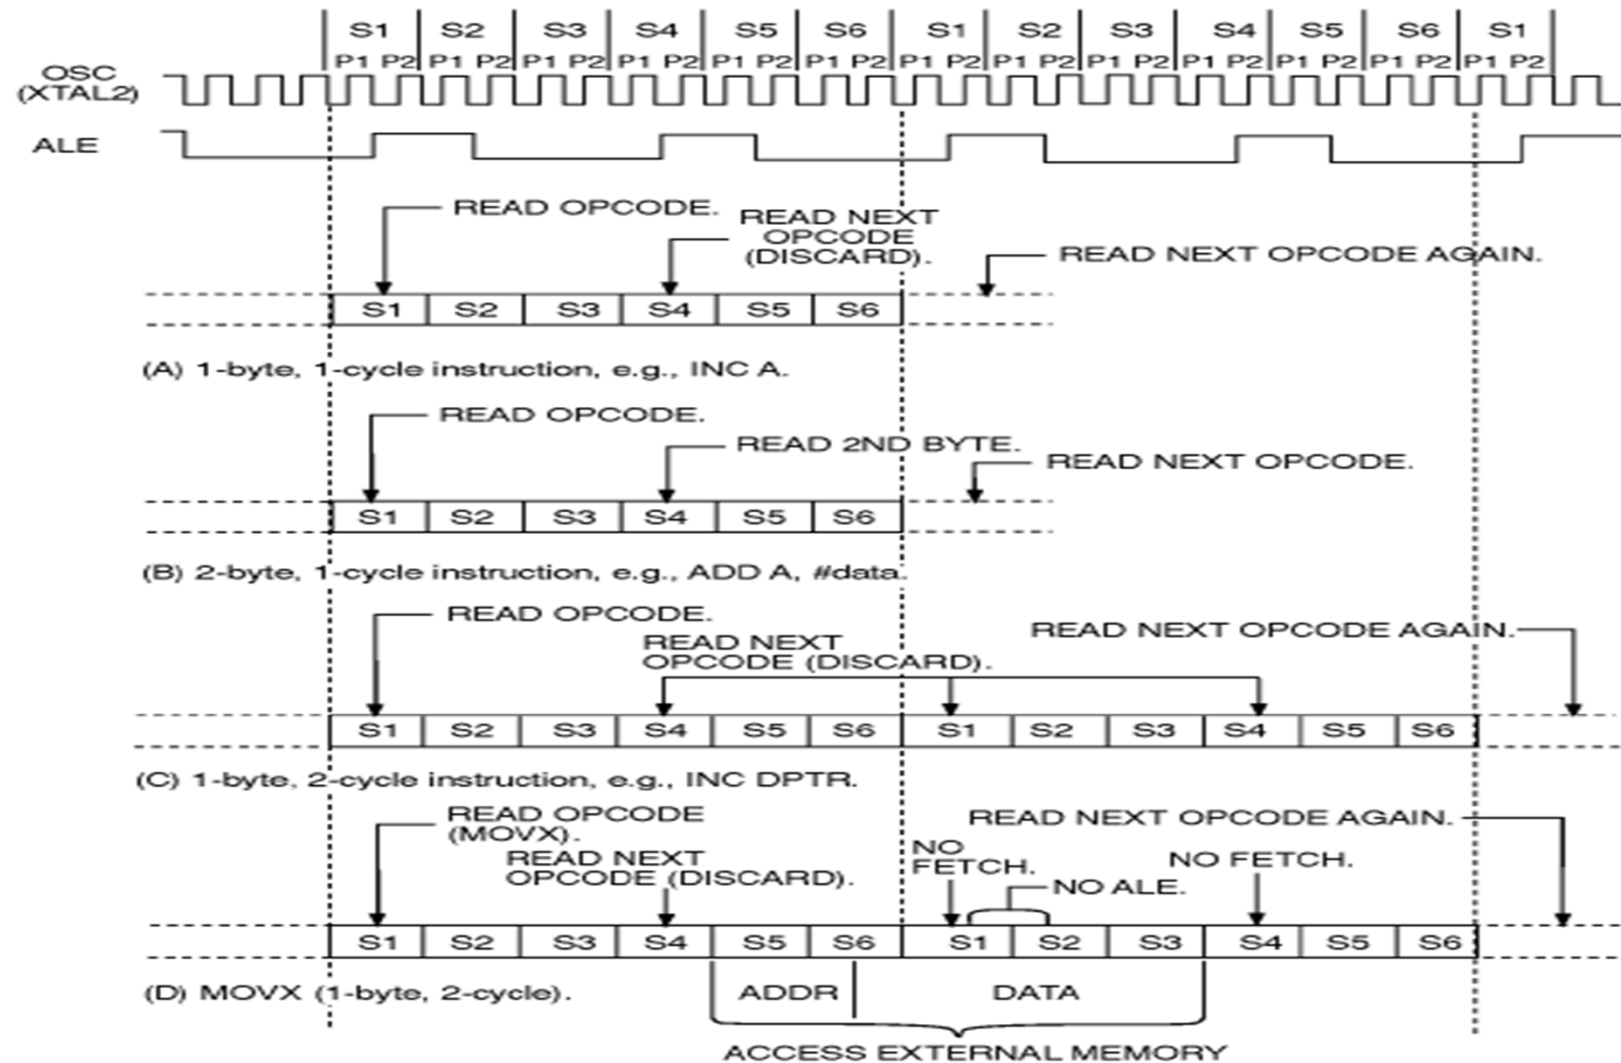 S1 S2 S3 S4 S5 S6 S1 S2 S3 S4 S5 S6 S1
P1 P2 P1 P2 P1 P2 P1 P2 P1 P2 P1 P2 P1 P2 P1 P2 P1 P2 P1 P2 P1 P2 P1 P2 P1 P2
OSC
(XTAL2)
ALE
READ OPCODE.
READ NEXT
OPCODE
(DISCARD).
READ NEXT OPCODE AGAIN.
S1 S2 S3 S4 S5 S6
(A) 1-byte, 1-cycle instruction, e.g., INC A.
READ OPCODE.
READ 2ND BYTE.
READ NEXT OPCODE.
S1 S2 S3 S4 S5 S6
(B) 2-byte, 1-cycle instruction, e.g., ADD A, #data.
READ OPCODE.
READ NEXT
OPCODE (DISCARD).
READ NEXT OPCODE AGAIN.
S1 S2 S3 S4 S5 S6 S1 S2 S3 S4 S5 S6
(C) 1-byte, 2-cycle instruction, e.g., INC DPTR.
READ OPCODE
(MOVX).
READ NEXT
OPCODE (DISCARD).
READ NEXT OPCODE AGAIN.
NO
FETCH.
NO ALE.
NO FETCH.
S1 S2 S3 S4 S5 S6 S1 S2 S3 S4 S5 S6
(D) MOVX (1-byte, 2-cycle).
ADDR DATA
ACCESS EXTERNAL MEMORY